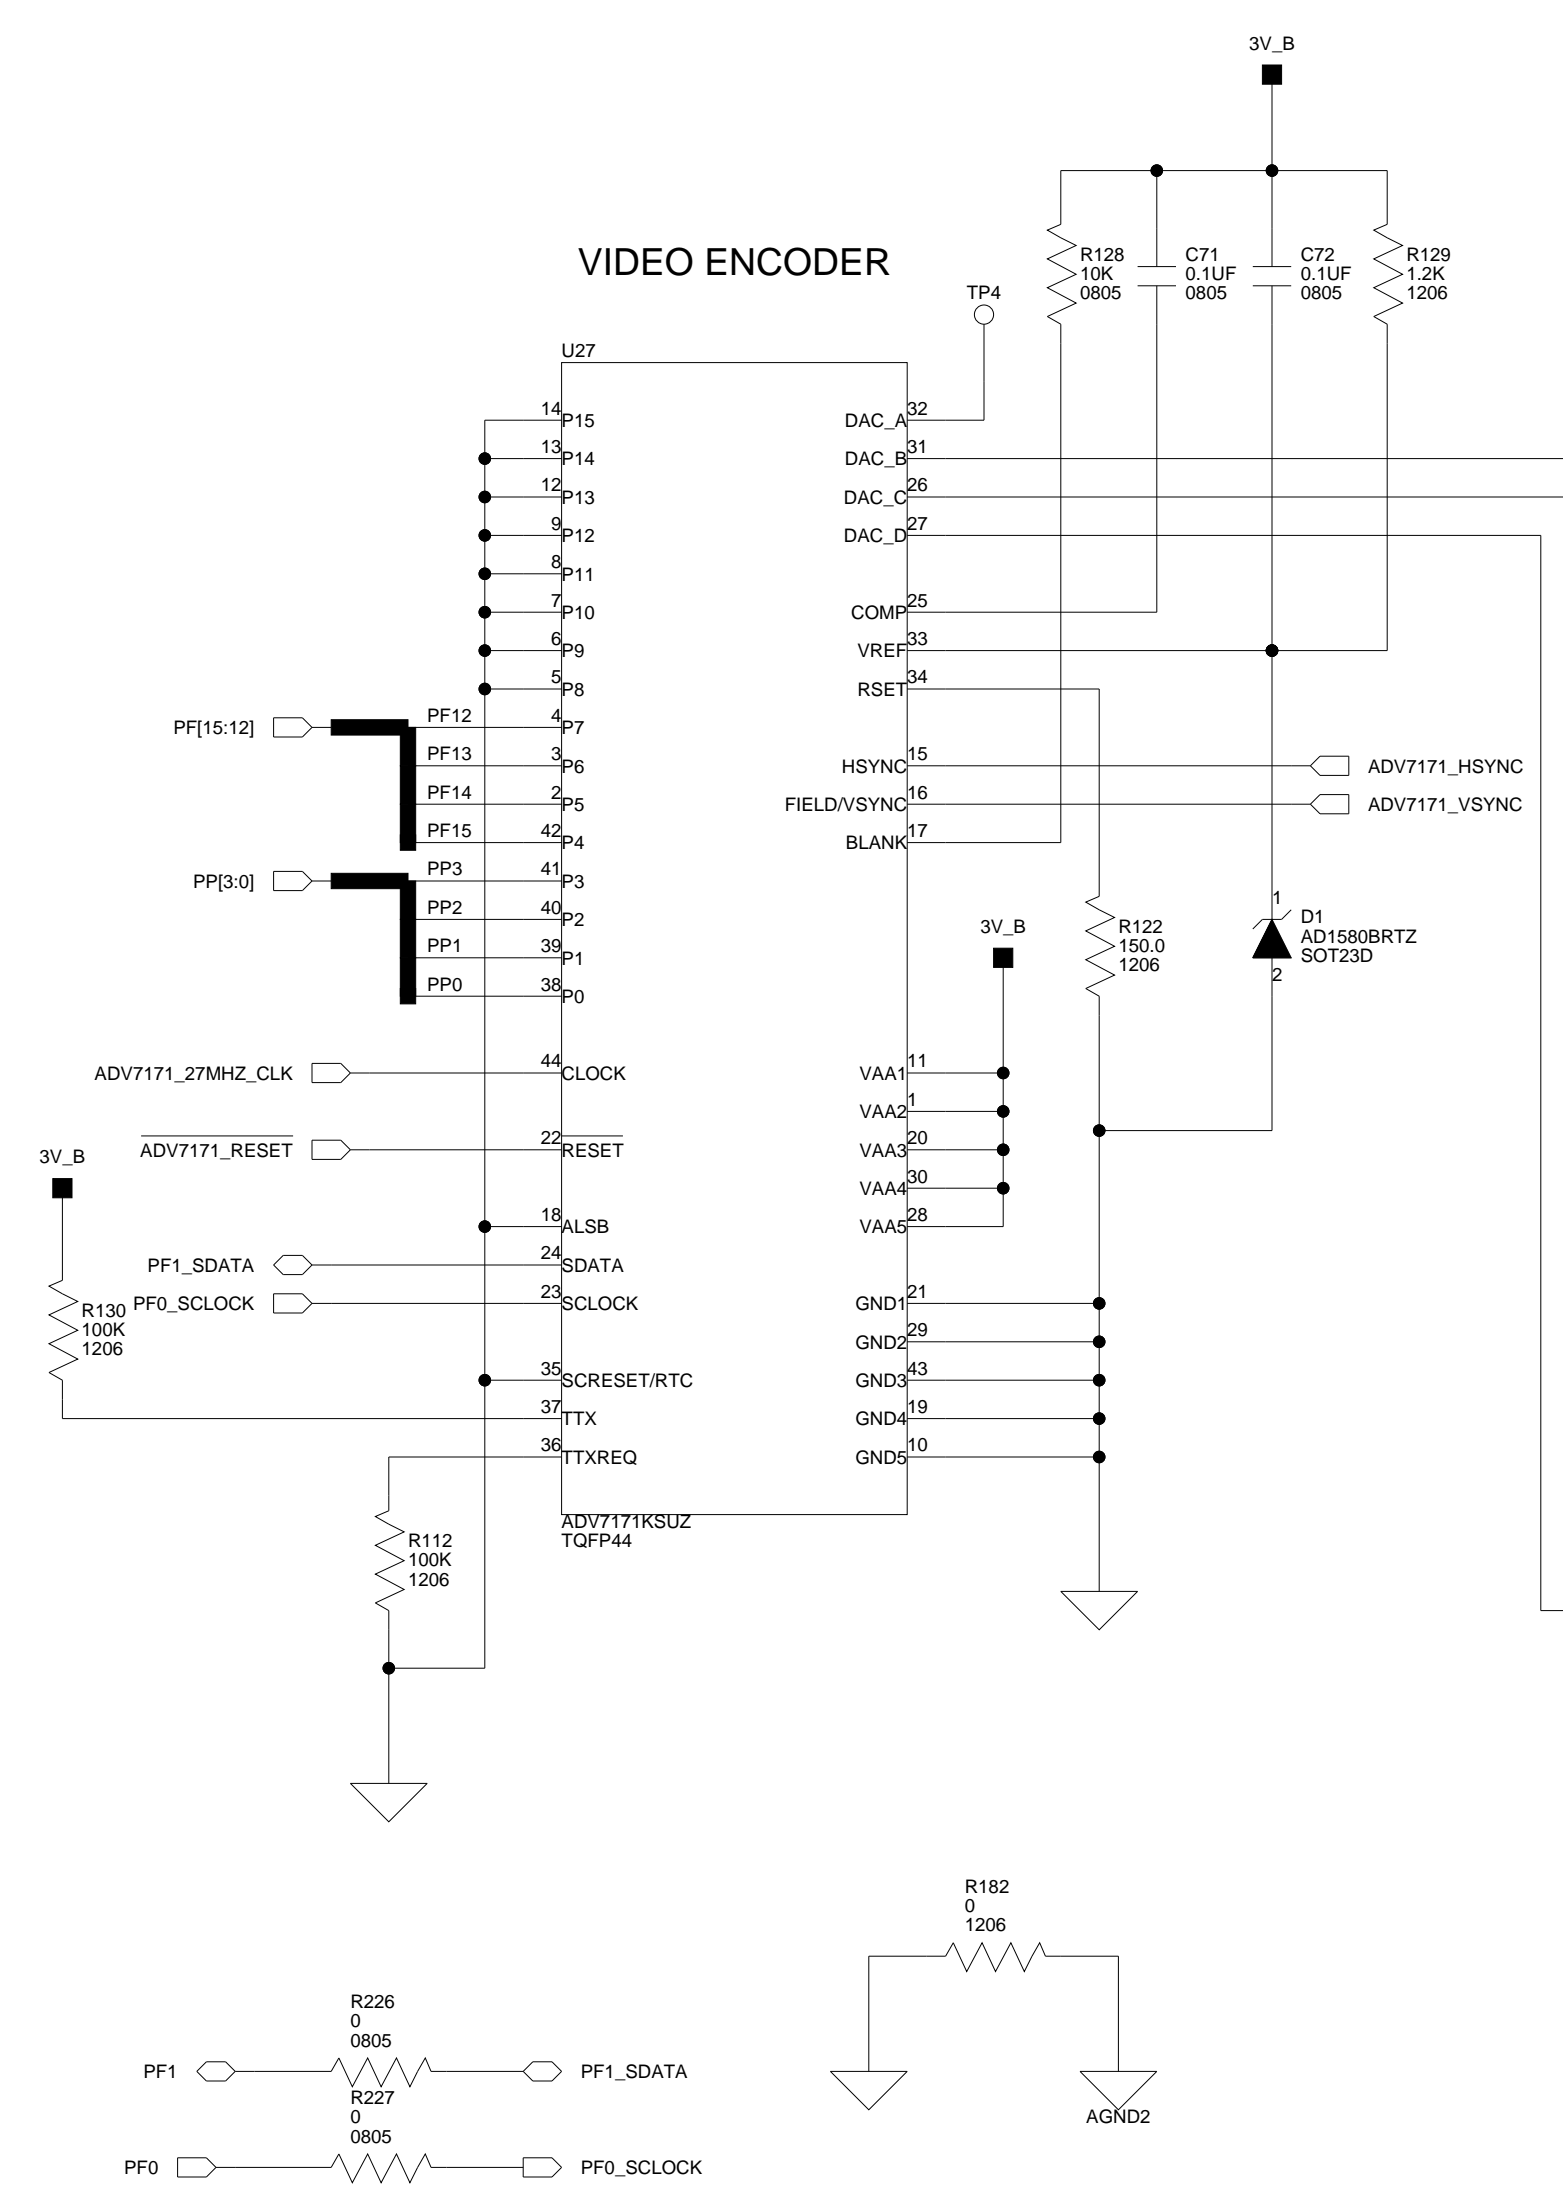 3V_B
VIDEO ENCODER
R128
10K
0805
C71
0.1UF
0805
C72
0.1UF
0805
R129
1.2K
1206
TP4
U27
14 P15
13 P14
12 P13
9 P12
8 P11
7 P10
6 P9
5 P8
PF[15:12] PF12 4 P7
PF13 3 P6
PF14 2 P5
PF15 42 P4
PP[3:0] PP3 41 P3
PP2 40 P2
PP1 39 P1
PP0 38 P0
ADV7171_27MHZ_CLK 44 CLOCK
ADV7171_RESET 22 RESET
18 ALSB
PF1_SDATA 24 SDATA
PF0_SCLOCK 23 SCLOCK
35 SCRESET/RTC
37 TTX
36 TTXREQ
3V_B
R130
100K
1206
R112
100K
1206
DAC_A 32
DAC_B 31
DAC_C 26
DAC_D 27
COMP 25
VREF 33
RSET 34
HSYNC 15 ADV7171_HSYNC
FIELD/VSYNC 16 ADV7171_VSYNC
BLANK 17
3V_B
R122
150.0
1206
1
D1
AD1580BRTZ
SOT23D
2
VAA1 11
VAA2 1
VAA3 20
VAA4 30
VAA5 28
GND1 21
GND2 29
GND3 43
GND4 19
GND5 10
ADV7171KSUZ
TQFP44
R182
0
1206
AGND2
R226
0
0805
PF1 PF1_SDATA
R227
0
0805
PF0 PF0_SCLOCK